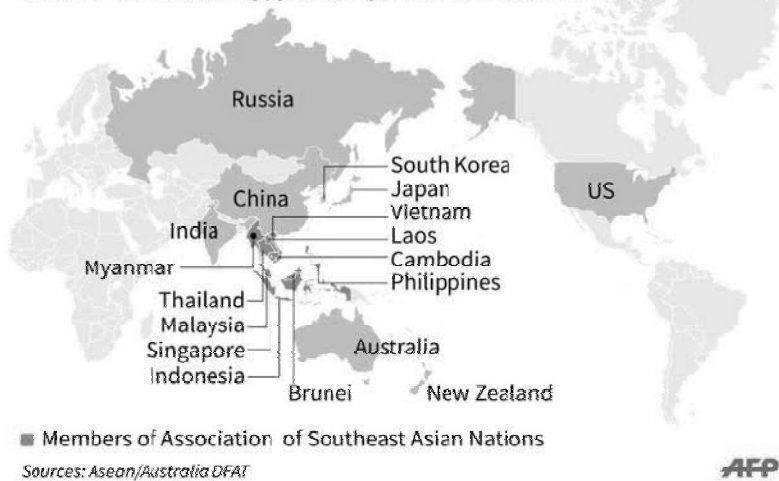 Russia
South Korea
Japan
China
US
Vietnam
India
Laos
Cambodia
Myanmar
Philippines
Thailand
Malaysia
Singapore
Australia
Indonesia
Brunei
New Zealand
Members of Association of Southeast Asian Nations
Sources: Asean/Australia DFAT
AFP